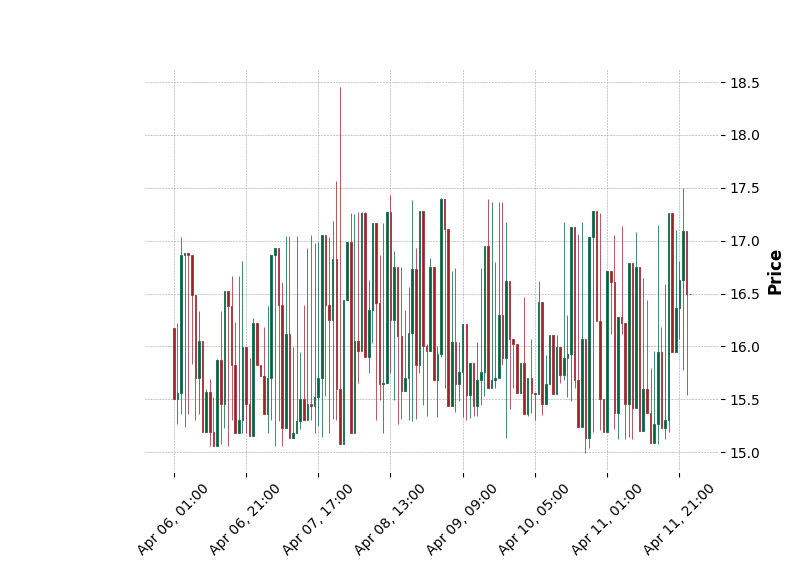 18.5
18.0
17.5
17.0
16.5
16.0
15.5
15.0
Price
Apr 06, 01:00
Apr 06, 21:00
Apr 07, 17:00
Apr 08, 13:00
Apr 09, 09:00
Apr 10, 05:00
Apr 11, 01:00
Apr 11, 21:00